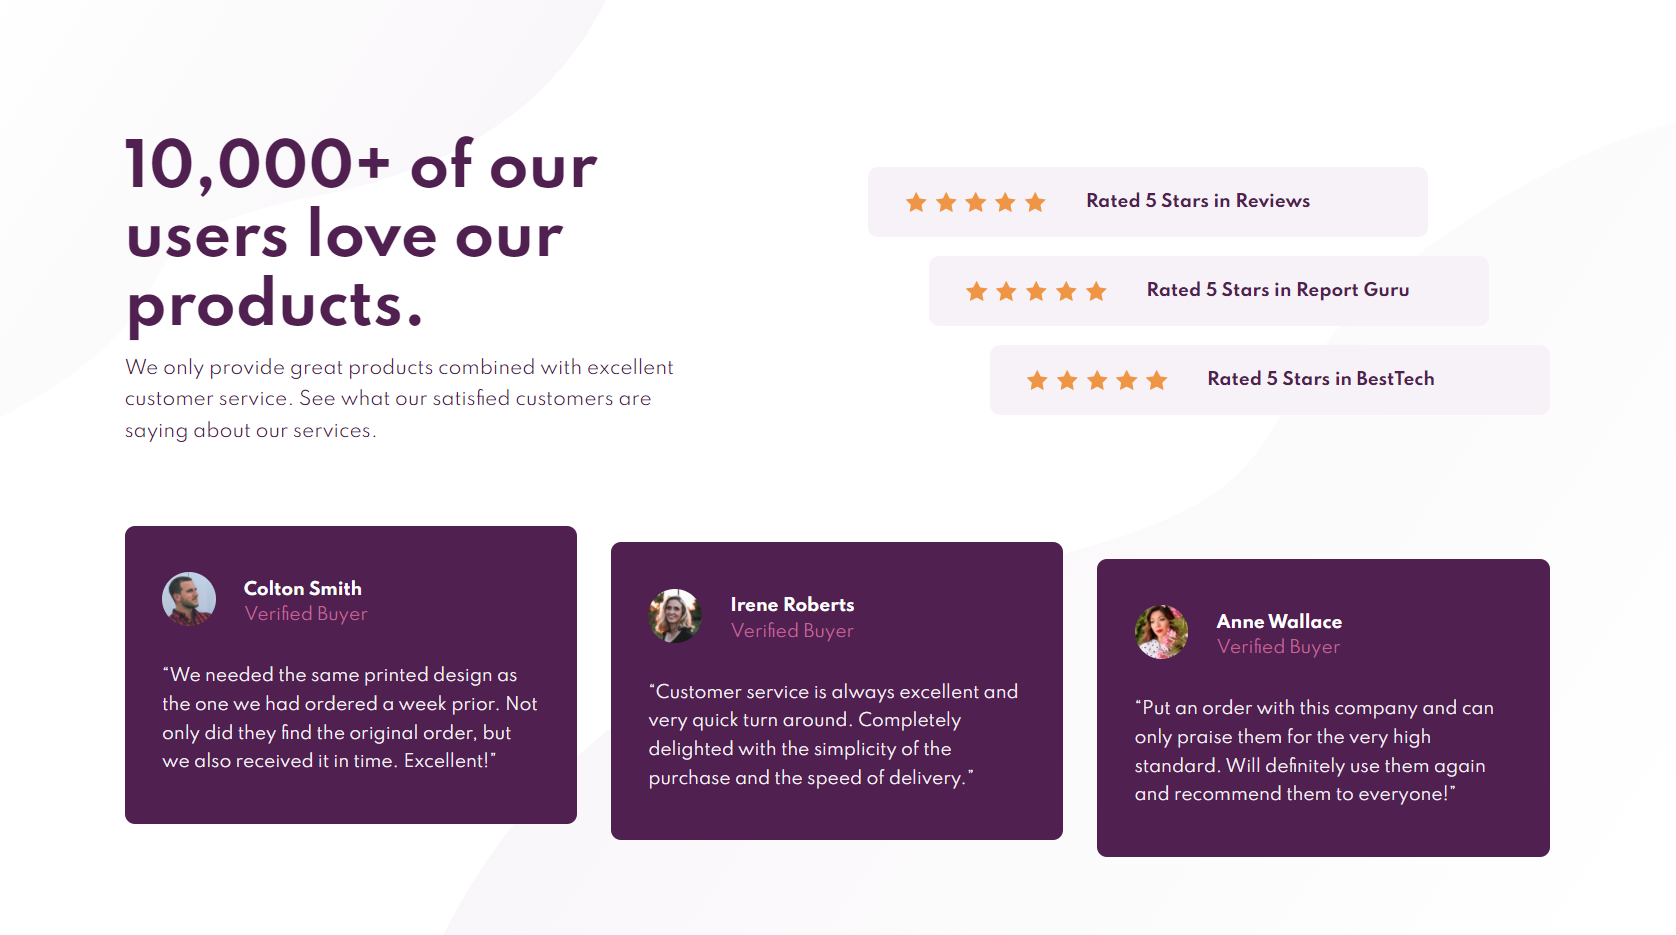 10,000+ of our
users love our
products.
We only provide great products combined with excellent
customer service. See what our satisfied customers are
saying about our services.
Rated 5 Stars in Reviews
Rated 5 Stars in Report Guru
Rated 5 Stars in BestTech
Colton Smith
Verified Buyer
“We needed the same printed design as
the one we had ordered a week prior. Not
only did they find the original order, but
we also received it in time. Excellent!”
Irene Roberts
Verified Buyer
“Customer service is always excellent and
very quick turn around. Completely
delighted with the simplicity of the
purchase and the speed of delivery.”
Anne Wallace
Verified Buyer
“Put an order with this company and can
only praise them for the very high
standard. Will definitely use them again
and recommend them to everyone!”